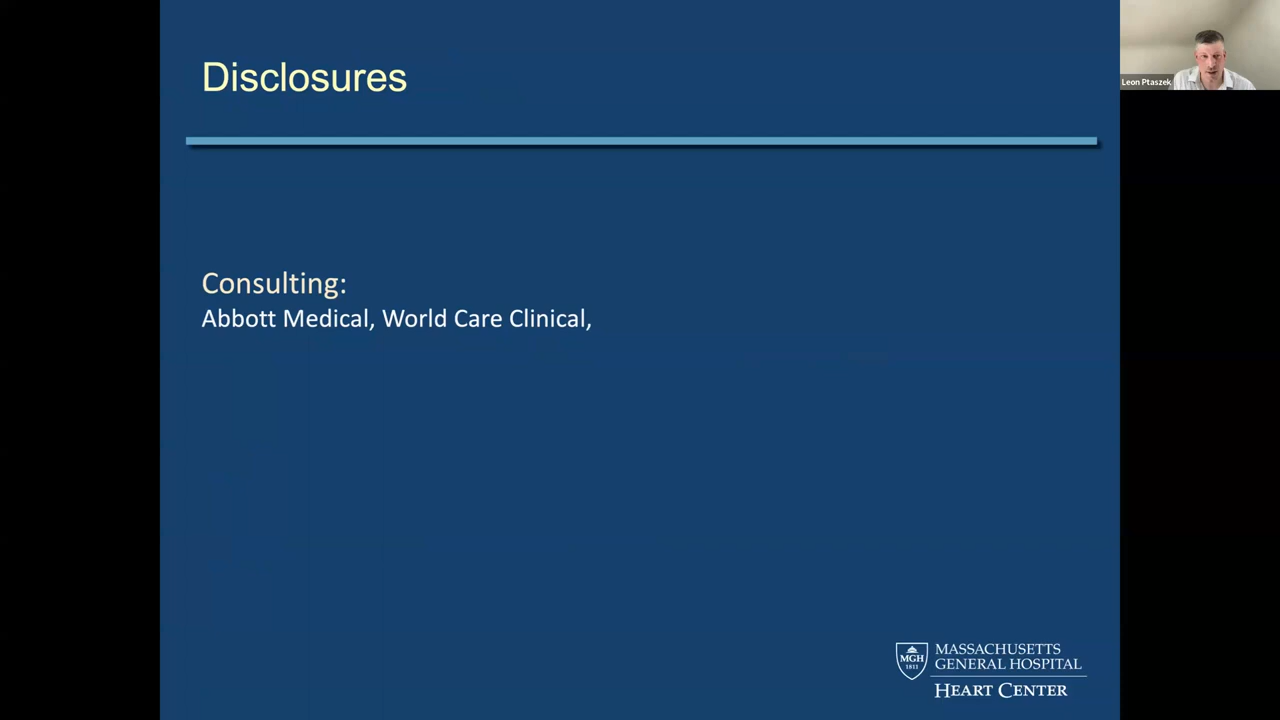 Disclosures
Leon Ptaszek
Consulting:
Abbott Medical, World Care Clinical,
MGH
1811
MASSACHUSETTS
GENERAL HOSPITAL
HEART CENTER